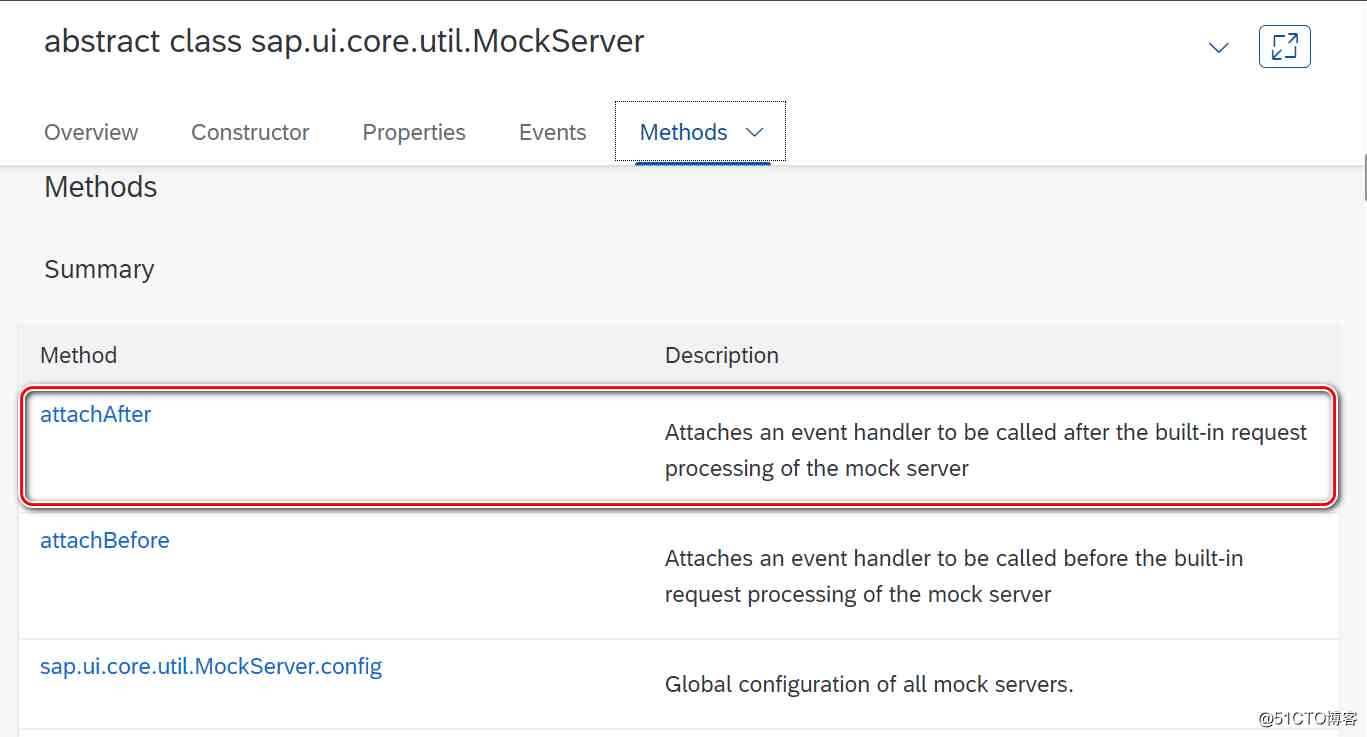 abstract class sap.ui.core.util.MockServer
Overview
Constructor
Properties
Events
Methods
Methods
Summary
Method
Description
attachAfter
Attaches an event handler to be called after the built-in request
processing of the mock server
attachBefore
Attaches an event handler to be called before the built-in
request processing of the mock server
sap.ui.core.util.MockServer.config
Global configuration of all mock servers.
@51CTO博客